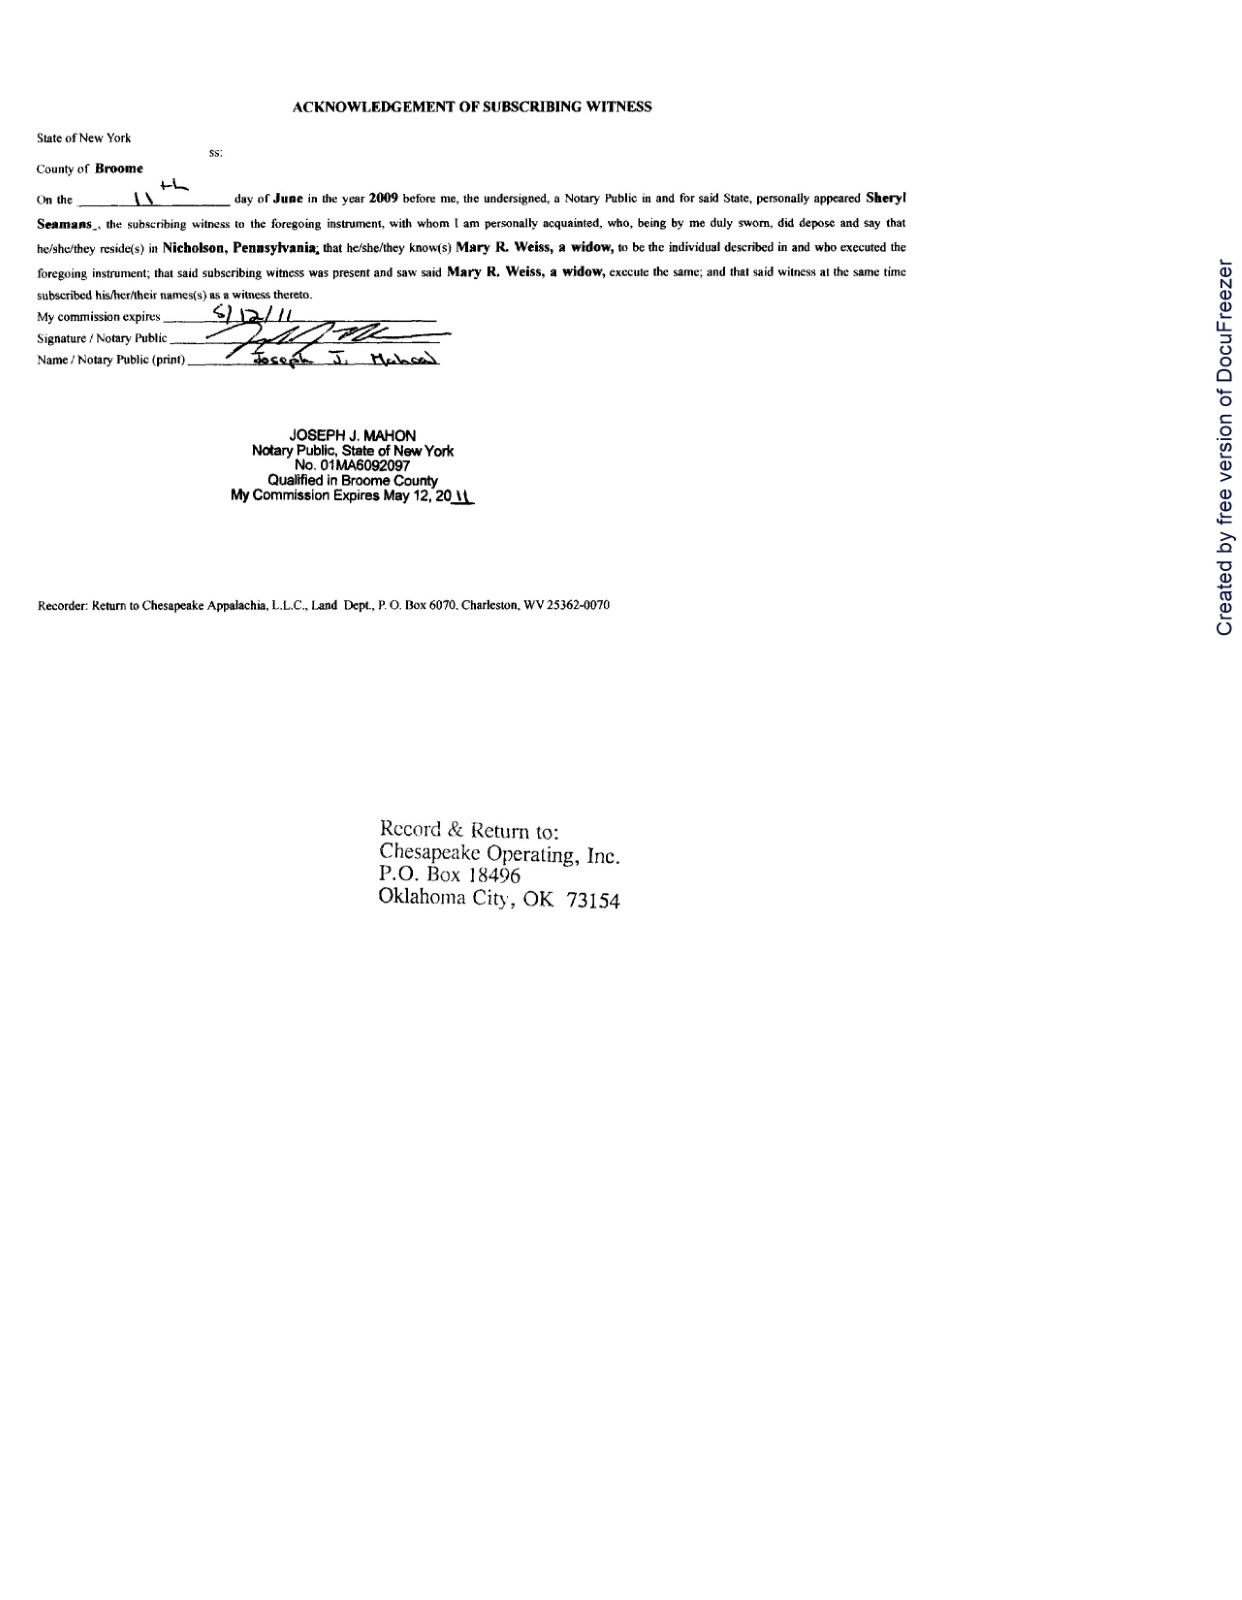 ACKNOWLEDGEMENT OF SUBSCRIBING WITNESS
State of New York
ss:
County of Broome
On the 11th day of June in the year 2009 before me, the undersigned, a Notary Public in and for said State, personally appeared Sheryl
Seamans_, the subscribing witness to the foregoing instrument, with whom I am personally acquainted, who, being by me duly sworn, did depose and say that
he/she/they reside(s) in Nicholson, Pennsylvania; that he/she/they know(s) Mary R. Weiss, a widow, to be the individual described in and who executed the
foregoing instrument; that said subscribing witness was present and saw said Mary R. Weiss, a widow, execute the same; and that said witness at the same time
subscribed his/her/their names(s) as a witness thereto.
My commission expires 5/12/11
Signature / Notary Public
Name / Notary Public (print) Joseph J. Mahon
JOSEPH J. MAHON
Notary Public, State of New York
No. 01MA6092097
Qualified in Broome County
My Commission Expires May 12, 2011
Recorder: Return to Chesapeake Appalachia, L.L.C., Land Dept., P. O. Box 6070, Charleston, WV 25362-0070
Record & Return to:
Chesapeake Operating, Inc.
P.O. Box 18496
Oklahoma City, OK 73154
Created by free version of DocuFreezer